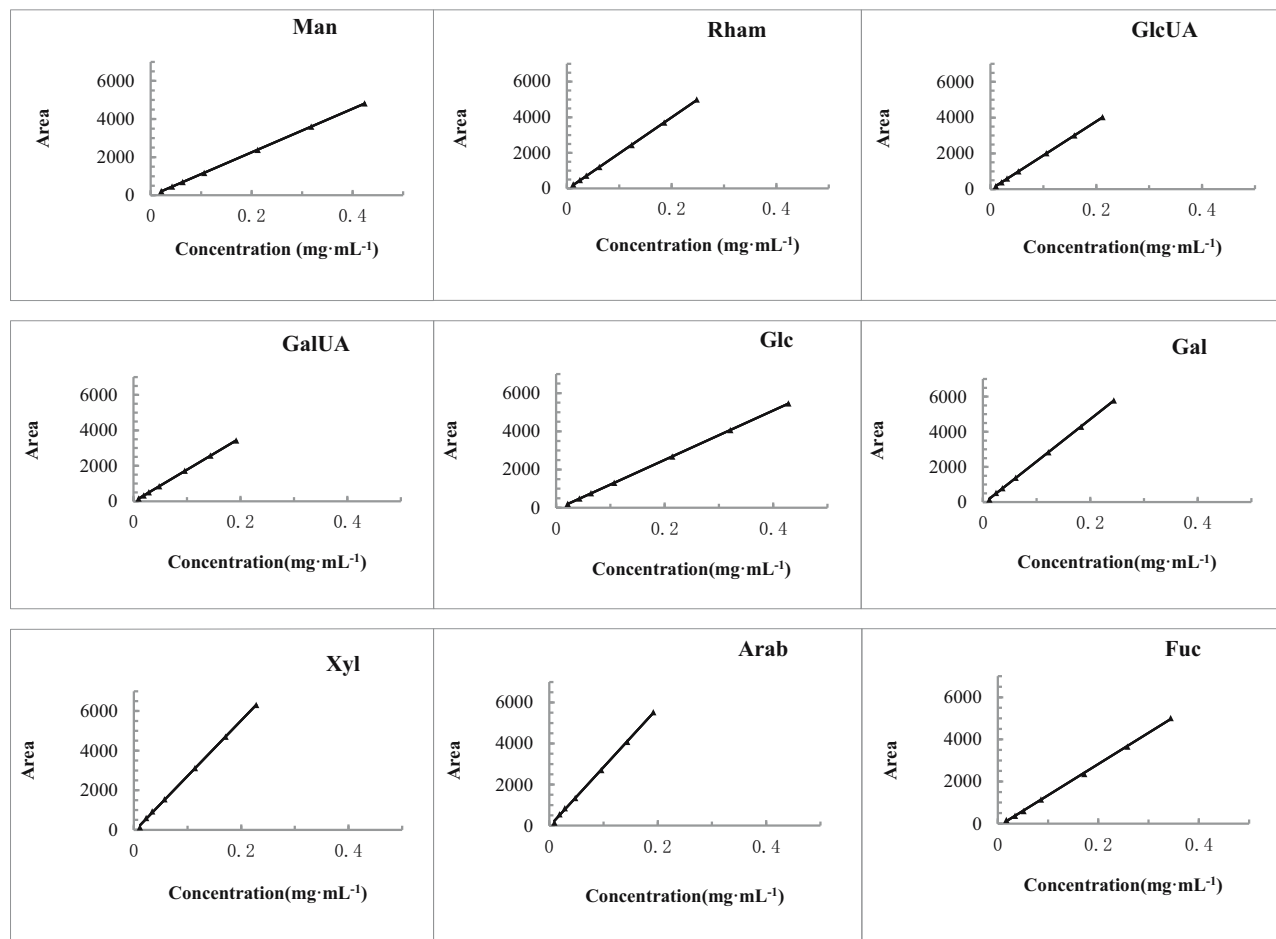 Man
6000
4000
2000
0
0
0. 2
0. 4
Area
Concentration (mg·mL⁻¹)
Rham
6000
4000
2000
0
0
0. 2
0. 4
Area
Concentration (mg·mL⁻¹)
GlcUA
6000
4000
2000
0
0
0. 2
0. 4
Area
Concentration(mg·mL⁻¹)
GalUA
6000
4000
2000
0
0
0. 2
0. 4
Area
Concentration(mg·mL⁻¹)
Glc
6000
4000
2000
0
0
0. 2
0. 4
Area
Concentration(mg·mL⁻¹)
Gal
6000
4000
2000
0
0
0. 2
0. 4
Area
Concentration(mg·mL⁻¹)
Xyl
6000
4000
2000
0
0
0. 2
0. 4
Area
Concentration(mg·mL⁻¹)
Arab
6000
4000
2000
0
0
0. 2
0. 4
Area
Concentration(mg·mL⁻¹)
Fuc
6000
4000
2000
0
0
0. 2
0. 4
Area
Concentration(mg·mL⁻¹)